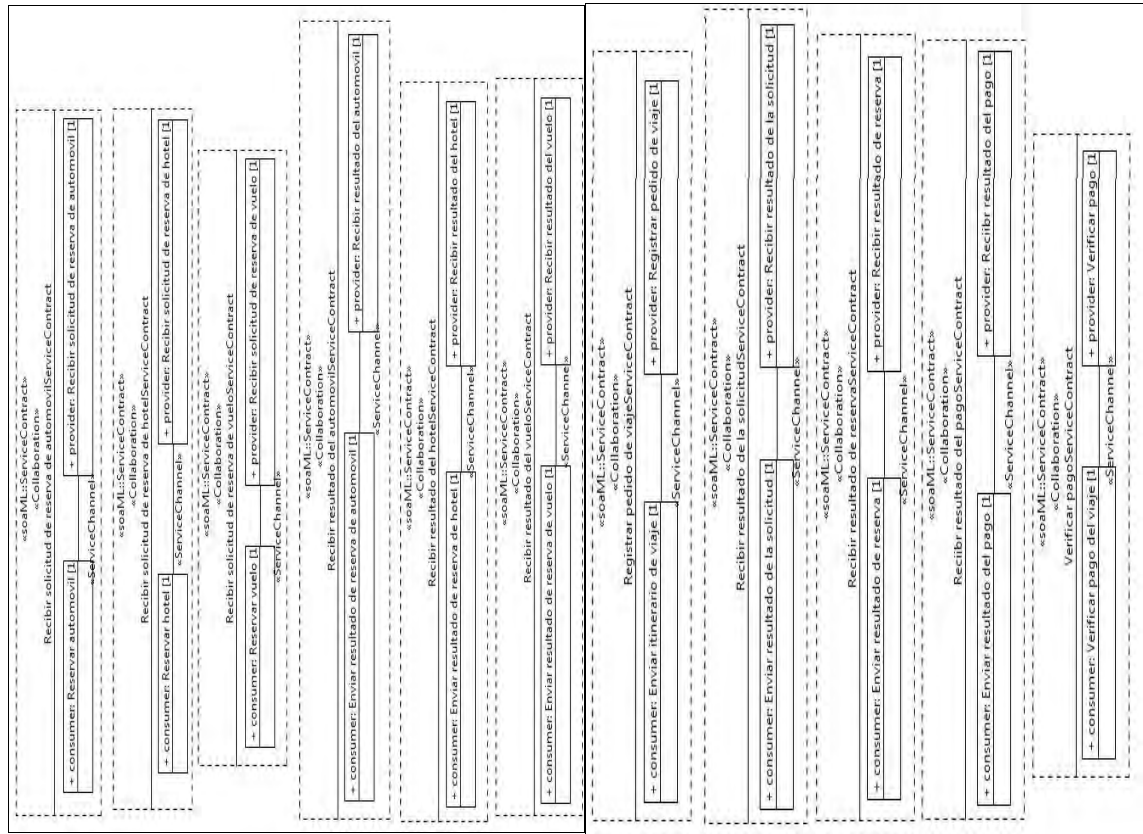 «soaML::ServiceContract»
«Collaboration»
Recibir solicitud de reserva de automovilServiceContract
+ consumer: Reservar automovil [1
+ provider: Recibir solicitud de reserva de automovil [1
«ServiceChannel»
«soaML::ServiceContract»
«Collaboration»
Recibir solicitud de reserva de hotelServiceContract
+ consumer: Reservar hotel [1
+ provider: Recibir solicitud de reserva de hotel [1
«ServiceChannel»
«soaML::ServiceContract»
«Collaboration»
Recibir solicitud de reserva de vueloServiceContract
+ consumer: Reservar vuelo [1
+ provider: Recibir solicitud de reserva de vuelo [1
«ServiceChannel»
«soaML::ServiceContract»
«Collaboration»
Recibir resultado del automovilServiceContract
+ consumer: Enviar resultado de reserva de automovil [1
+ provider: Recibir resultado del automovil [1
«ServiceChannel»
«soaML::ServiceContract»
«Collaboration»
Recibir resultado del hotelServiceContract
+ consumer: Enviar resultado de reserva de hotel [1
+ provider: Recibir resultado del hotel [1
«ServiceChannel»
«soaML::ServiceContract»
«Collaboration»
Recibir resultado del vueloServiceContract
+ consumer: Enviar resultado de reserva de vuelo [1
+ provider: Recibir resultado del vuelo [1
«ServiceChannel»
«soaML::ServiceContract»
«Collaboration»
Registrar pedido de viajeServiceContract
+ consumer: Enviar itinerario de viaje [1
+ provider: Registrar pedido de viaje [1
«ServiceChannel»
«soaML::ServiceContract»
«Collaboration»
Recibir resultado de la solicitudServiceContract
+ consumer: Enviar resultado de la solicitud [1
+ provider: Recibir resultado de la solicitud [1
«ServiceChannel»
«soaML::ServiceContract»
«Collaboration»
Recibir resultado de reservaServiceContract
+ consumer: Enviar resultado de reserva [1
+ provider: Recibir resultado de reserva [1
«ServiceChannel»
«soaML::ServiceContract»
«Collaboration»
Reciibr resultado del pagoServiceContract
+ consumer: Enviar resultado del pago [1
+ provider: Reciibr resultado del pago [1
«ServiceChannel»
«soaML::ServiceContract»
«Collaboration»
Verificar pagoServiceContract
+ consumer: Verificar pago del viaje [1
+ provider: Verificar pago [1
«ServiceChannel»